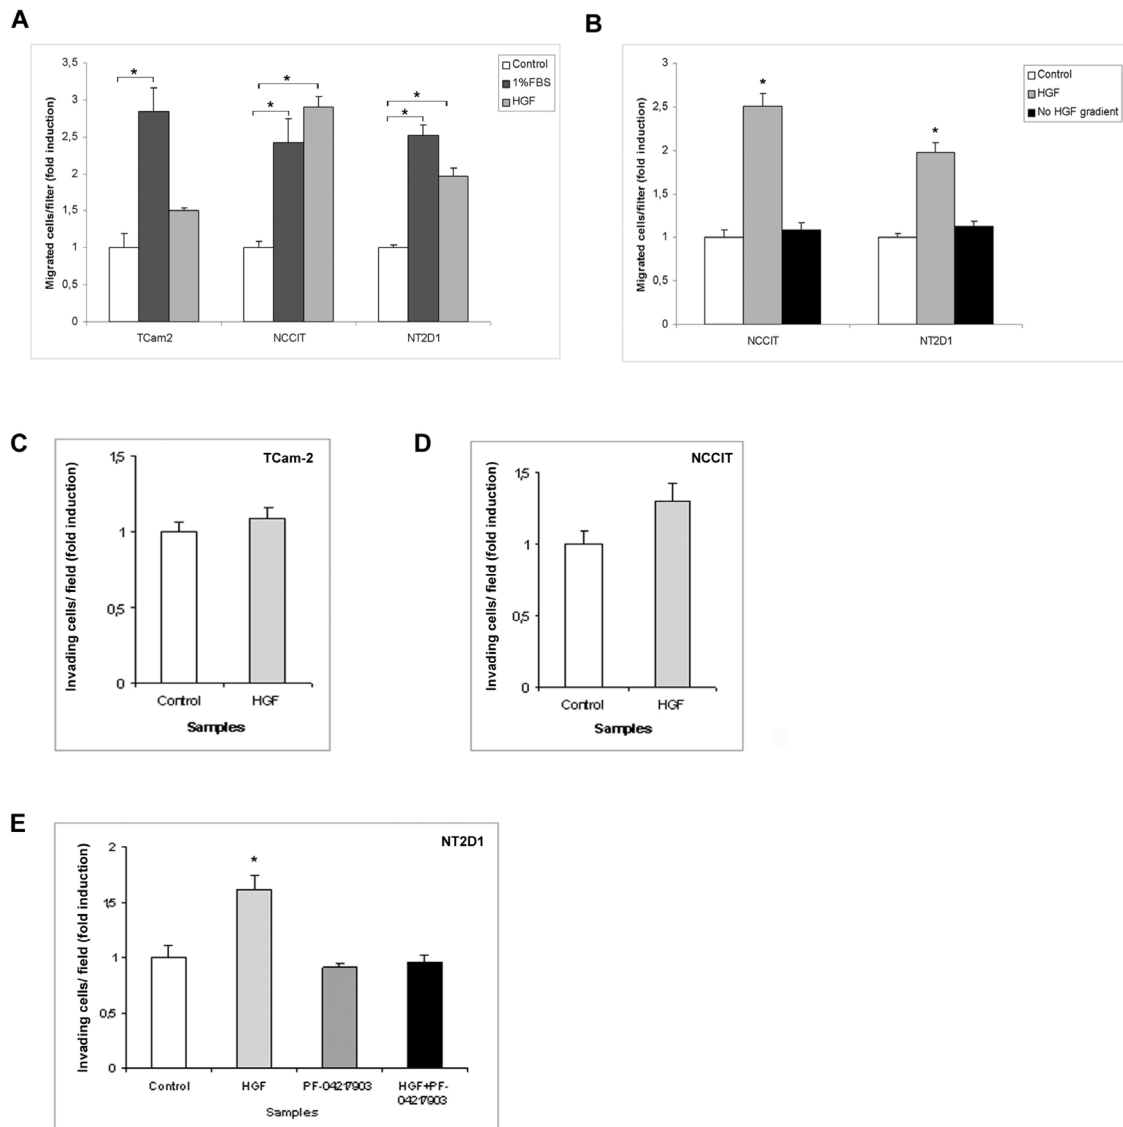 A
Migrated cells/filter (fold induction)
3,5
3
2,5
2
1,5
1
0,5
0
*
*
*
*
*
Control
1%FBS
HGF
TCam2
NCCIT
NT2D1
B
Migrated cells/filter (fold induction)
3
2,5
2
1,5
1
0,5
0
*
*
Control
HGF
No HGF gradient
NCCIT
NT2D1
C
TCam-2
Invading cells/ field (fold induction)
1,5
1
0,5
0
Control
HGF
Samples
D
NCCIT
Invading cells/ field (fold induction)
1,5
1
0,5
0
Control
HGF
Samples
E
NT2D1
Invading cells/ field (fold induction)
2
1,5
1
0,5
0
*
Control
HGF
PF-04217903
HGF+PF-
04217903
Samples